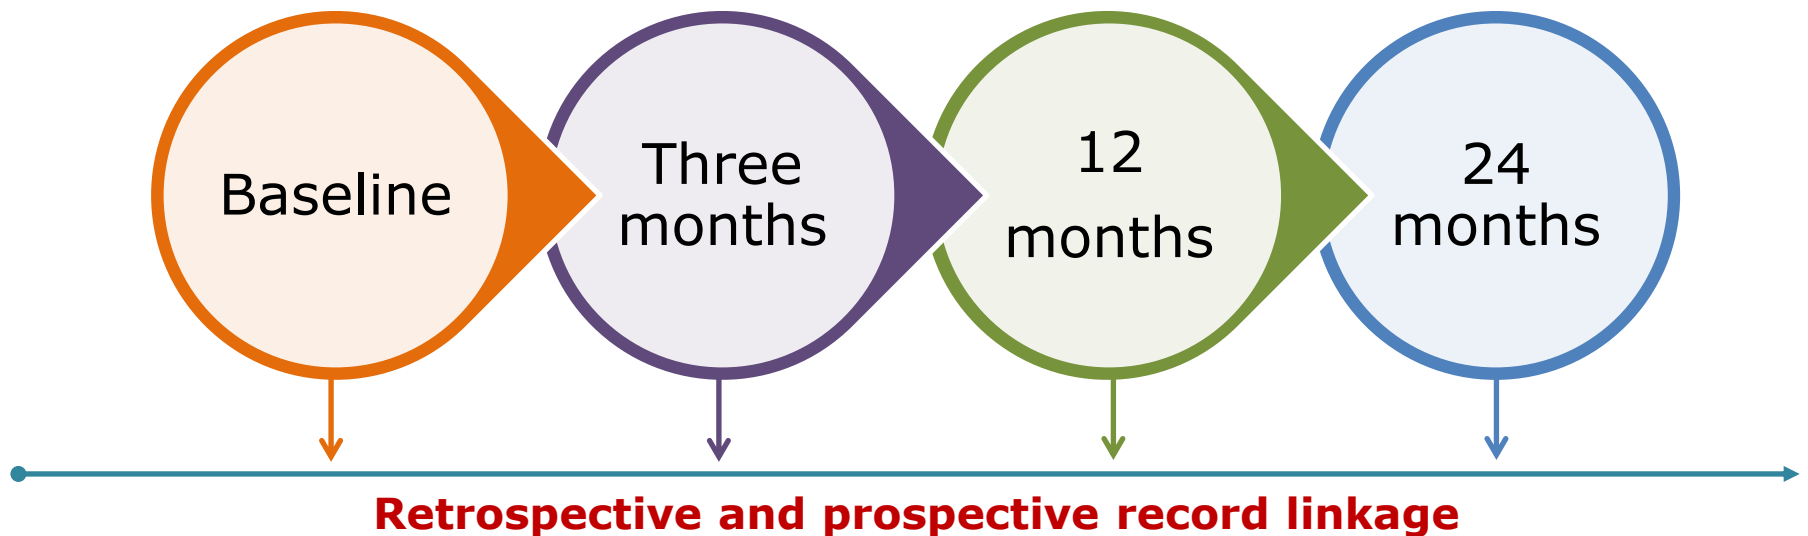 Baseline
Three
months
12
months
24
months
Retrospective and prospective record linkage